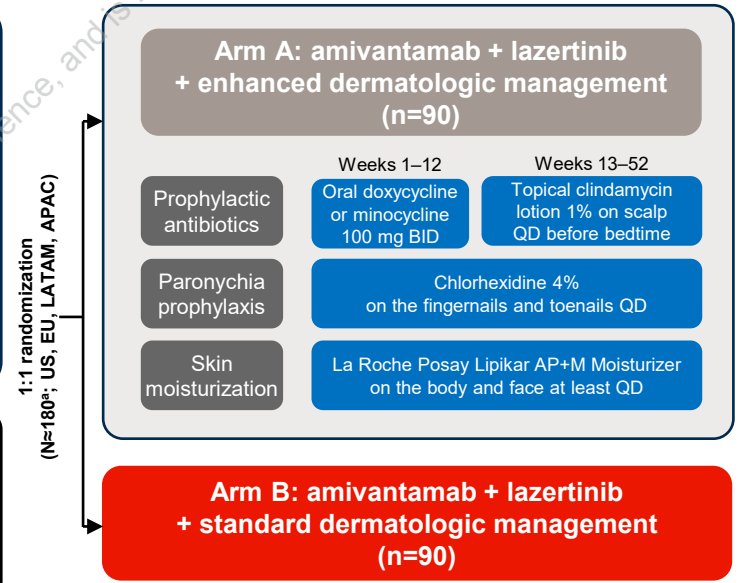 ence, and is
Arm A: amivantamab + lazertinib
+ enhanced dermatologic management
(n=90)
Weeks 1–12
Weeks 13–52
Prophylactic
antibiotics
Oral doxycycline
or minocycline
100 mg BID
Topical clindamycin
lotion 1% on scalp
QD before bedtime
Paronychia
prophylaxis
Chlorhexidine 4%
on the fingernails and toenails QD
Skin
moisturization
La Roche Posay Lipikar AP+M Moisturizer
on the body and face at least QD
1:1 randomization
(N≈180ª; US, EU, LATAM, APAC)
Arm B: amivantamab + lazertinib
+ standard dermatologic management
(n=90)